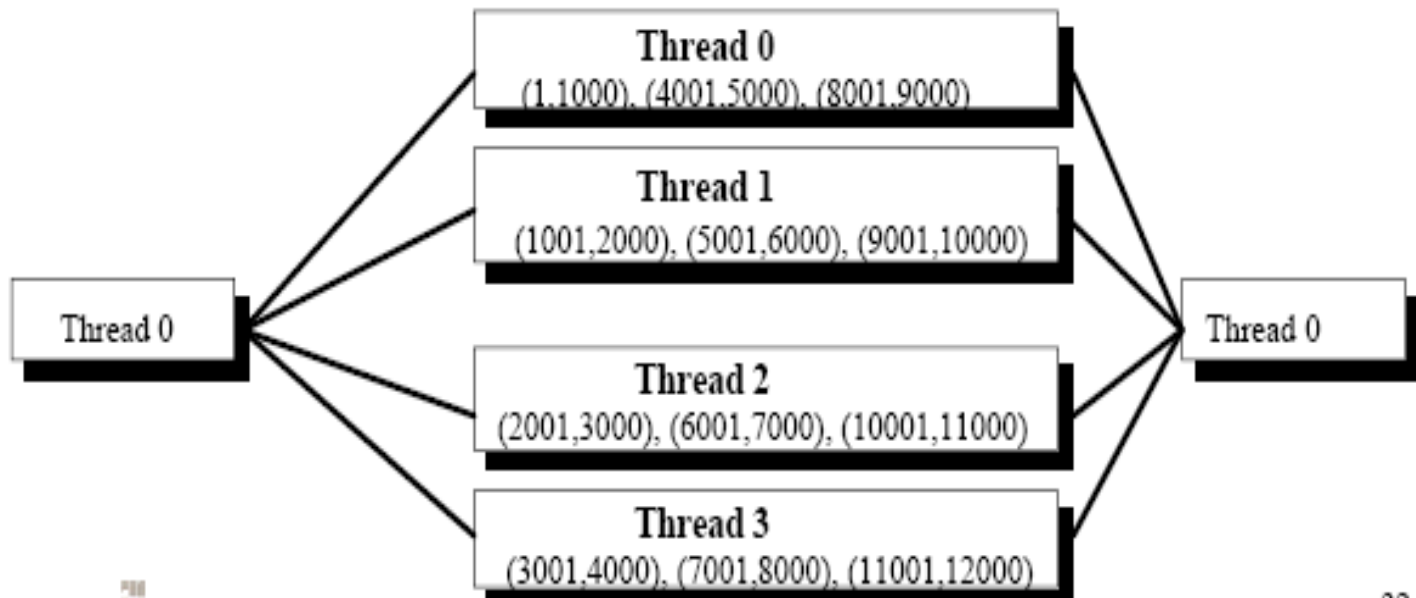 Thread 0
(1,1000), (4001,5000), (8001,9000)
Thread 1
(1001,2000), (5001,6000), (9001,10000)
Thread 0
Thread 0
Thread 2
(2001,3000), (6001,7000), (10001,11000)
Thread 3
(3001,4000), (7001,8000), (11001,12000)